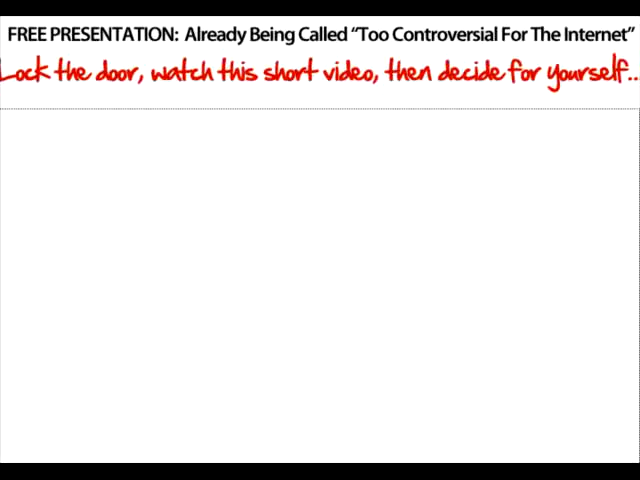 FREE PRESENTATION: Already Being Called “Too Controversial For The Internet”
Lock the door, watch this short video, then decide for yourself...